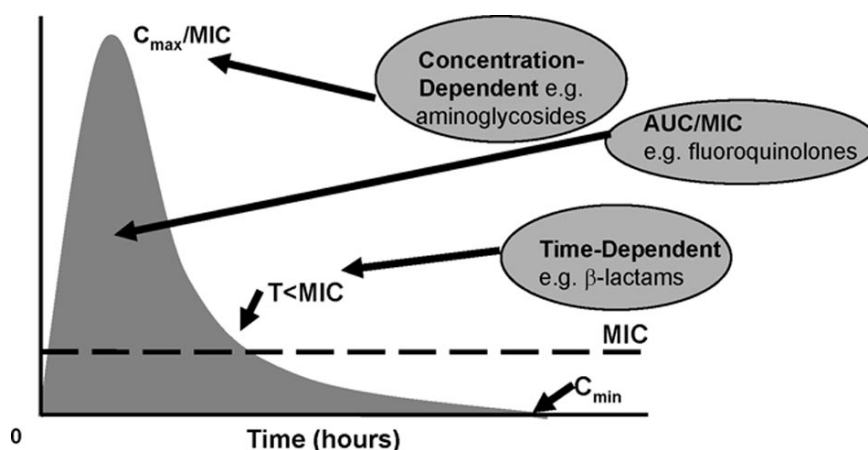 Cmax/MIC
Concentration-
Dependent e.g.
aminoglycosides
AUC/MIC
e.g. fluoroquinolones
Time-Dependent
e.g. β-lactams
T<MIC
MIC
Cmin
0
Time (hours)